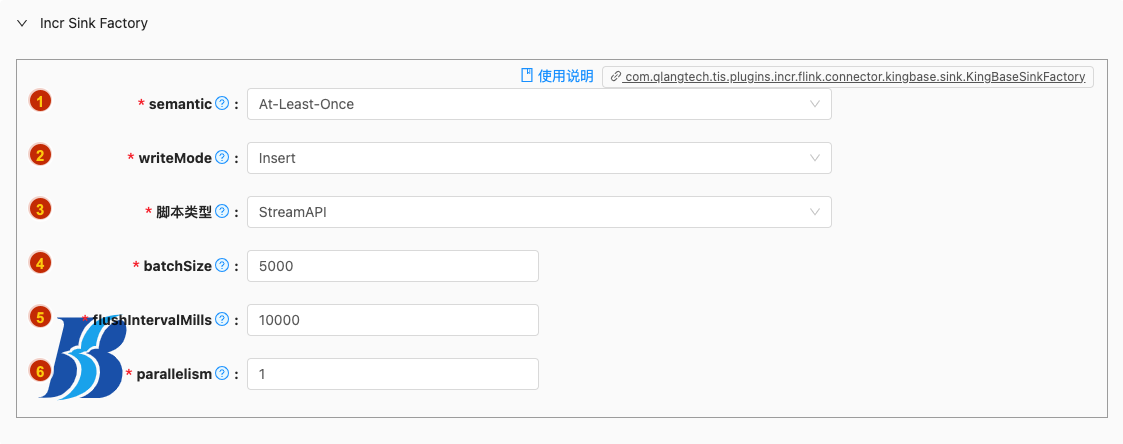 Incr Sink Factory
使用说明 com.qlangtech.tis.plugins.incr.flink.connector.kingbase.sink.KingBaseSinkFactory
1 * semantic ? : At-Least-Once
2 * writeMode ? : Insert
3 * 脚本类型 ? : StreamAPI
4 * batchSize ? : 5000
5 * flushIntervalMills ? : 10000
6 * parallelism ? : 1